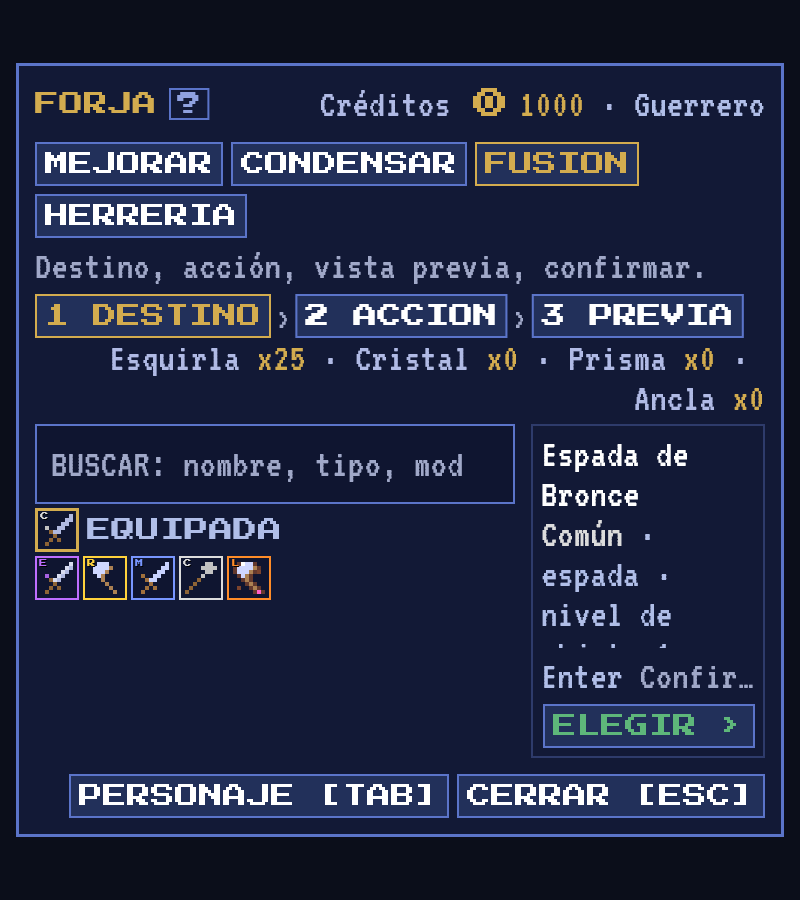 FORJA ? Créditos 1000 · Guerrero
MEJORAR CONDENSAR FUSION
HERRERIA
Destino, acción, vista previa, confirmar.
1 DESTINO › 2 ACCION › 3 PREVIA
Esquirla x25 · Cristal x0 · Prisma x0 ·
Ancla x0
BUSCAR: nombre, tipo, mod
C EQUIPADA
E R M C L
Espada de
Bronce
Común ·
espada ·
nivel de
Enter Confir…
ELEGIR >
PERSONAJE [TAB] CERRAR [ESC]